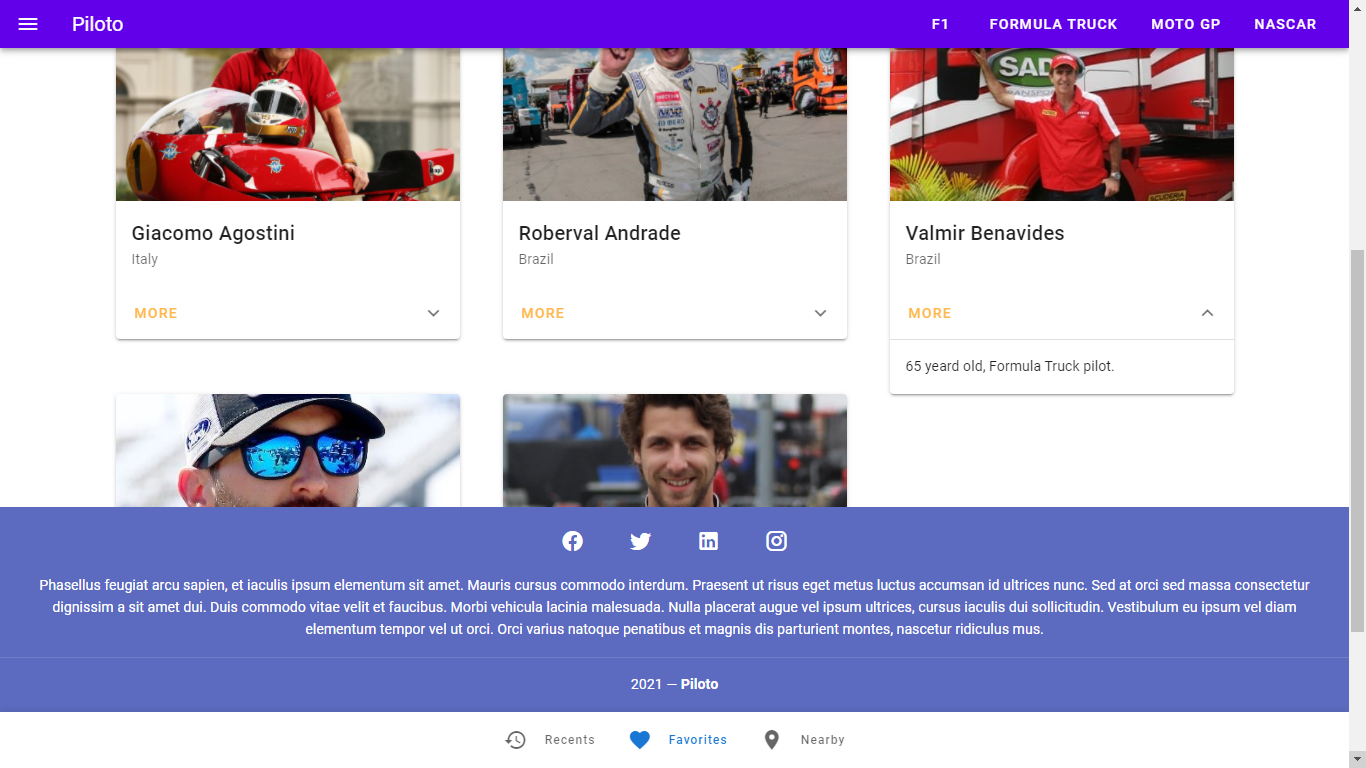 Piloto
F1
FORMULA TRUCK
MOTO GP
NASCAR
1
95
SADA
TRANSPORT
SCUDERIA
Giacomo Agostini
Italy
MORE
Roberval Andrade
Brazil
MORE
Valmir Benavides
Brazil
MORE
65 yeard old, Formula Truck pilot.
Phasellus feugiat arcu sapien, et iaculis ipsum elementum sit amet. Mauris cursus commodo interdum. Praesent ut risus eget metus luctus accumsan id ultrices nunc. Sed at orci sed massa consectetur
dignissim a sit amet dui. Duis commodo vitae velit et faucibus. Morbi vehicula lacinia malesuada. Nulla placerat augue vel ipsum ultrices, cursus iaculis dui sollicitudin. Vestibulum eu ipsum vel diam
elementum tempor vel ut orci. Orci varius natoque penatibus et magnis dis parturient montes, nascetur ridiculus mus.
2021 — Piloto
Recents
Favorites
Nearby